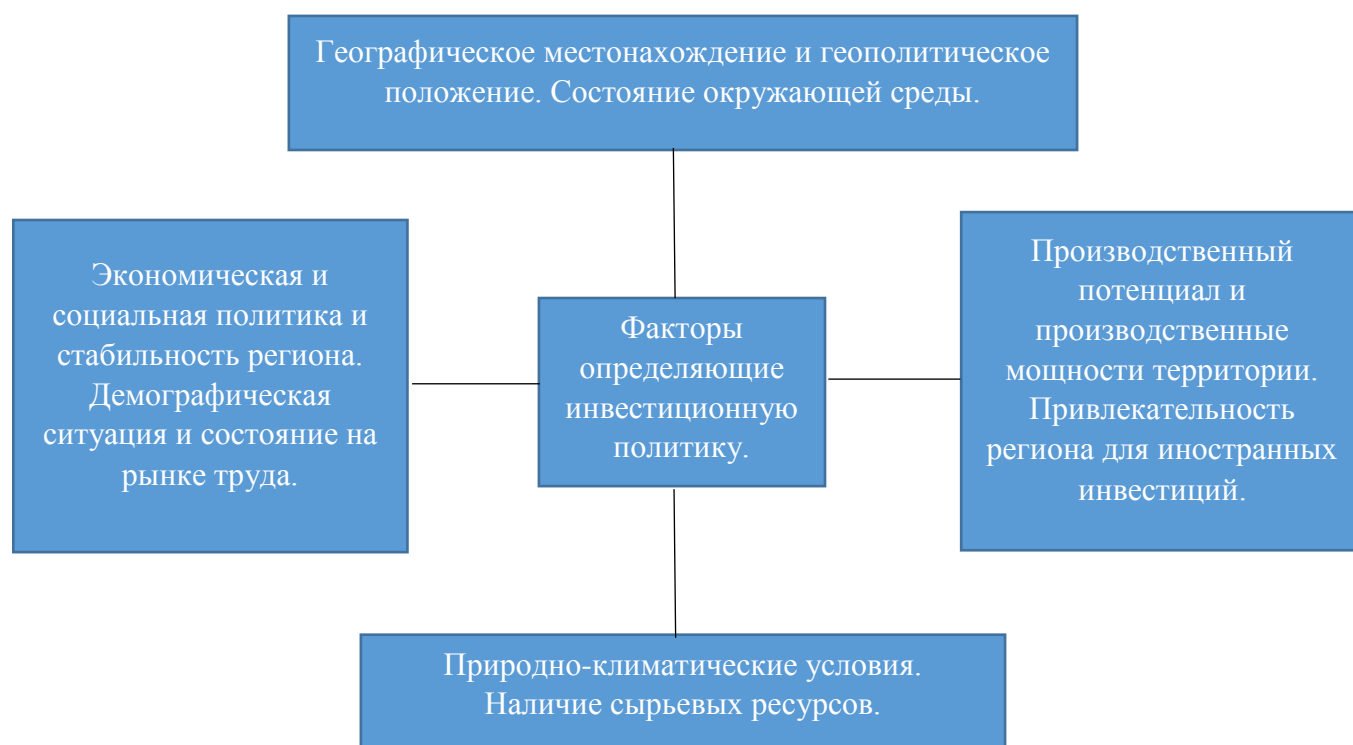 Географическое местонахождение и геополитическое
положение. Состояние окружающей среды.
Экономическая и
социальная политика и
стабильность региона.
Демографическая
ситуация и состояние на
рынке труда.
Факторы
определяющие
инвестиционную
политику.
Производственный
потенциал и
производственные
мощности территории.
Привлекательность
региона для иностранных
инвестиций.
Природно-климатические условия.
Наличие сырьевых ресурсов.